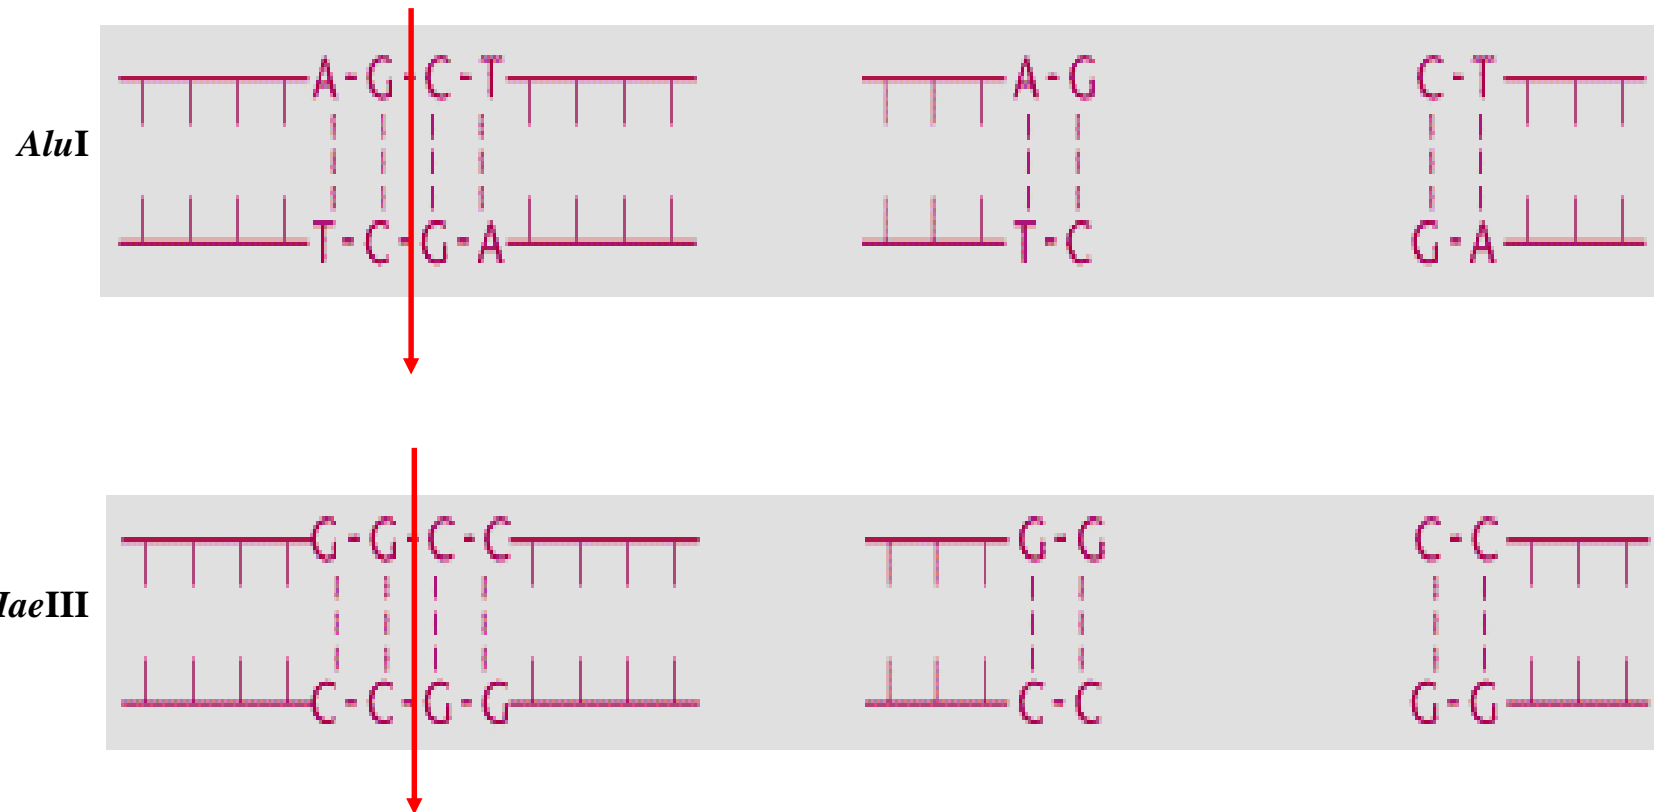 A-G-C-T A-G C-T
AluI
T-C-G-A T-C G-A
G-G-C-C G-G C-C
aeIII
C-C-G-G C-C G-G